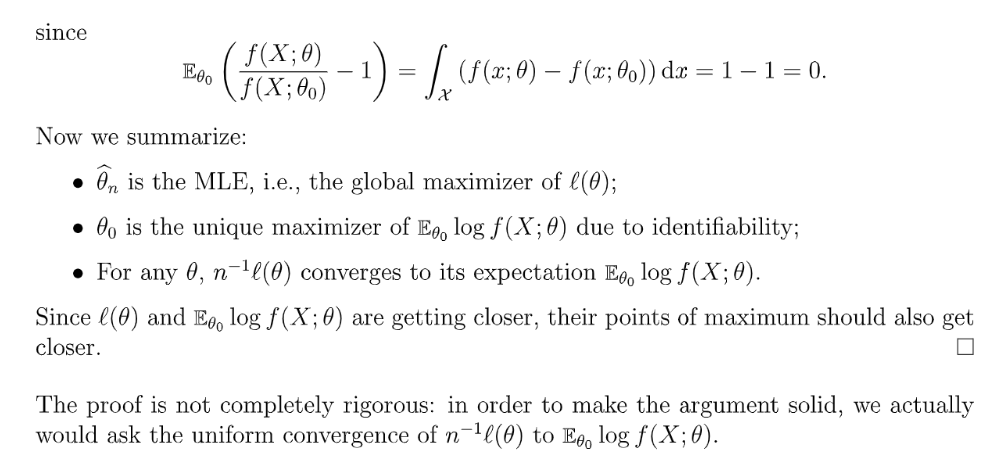 since
$$\mathbb{E}_{\theta_0}\left(\frac{f(X;\theta)}{f(X;\theta_0)} - 1\right) = \int_{\mathcal{X}} (f(x;\theta) - f(x;\theta_0))\,\mathrm{d}x = 1 - 1 = 0.$$
Now we summarize:
• $\widehat{\theta}_n$ is the MLE, i.e., the global maximizer of $\ell(\theta)$;
• $\theta_0$ is the unique maximizer of $\mathbb{E}_{\theta_0} \log f(X;\theta)$ due to identifiability;
• For any $\theta$, $n^{-1}\ell(\theta)$ converges to its expectation $\mathbb{E}_{\theta_0} \log f(X;\theta)$.
Since $\ell(\theta)$ and $\mathbb{E}_{\theta_0} \log f(X;\theta)$ are getting closer, their points of maximum should also get
closer. □
The proof is not completely rigorous: in order to make the argument solid, we actually
would ask the uniform convergence of $n^{-1}\ell(\theta)$ to $\mathbb{E}_{\theta_0} \log f(X;\theta)$.